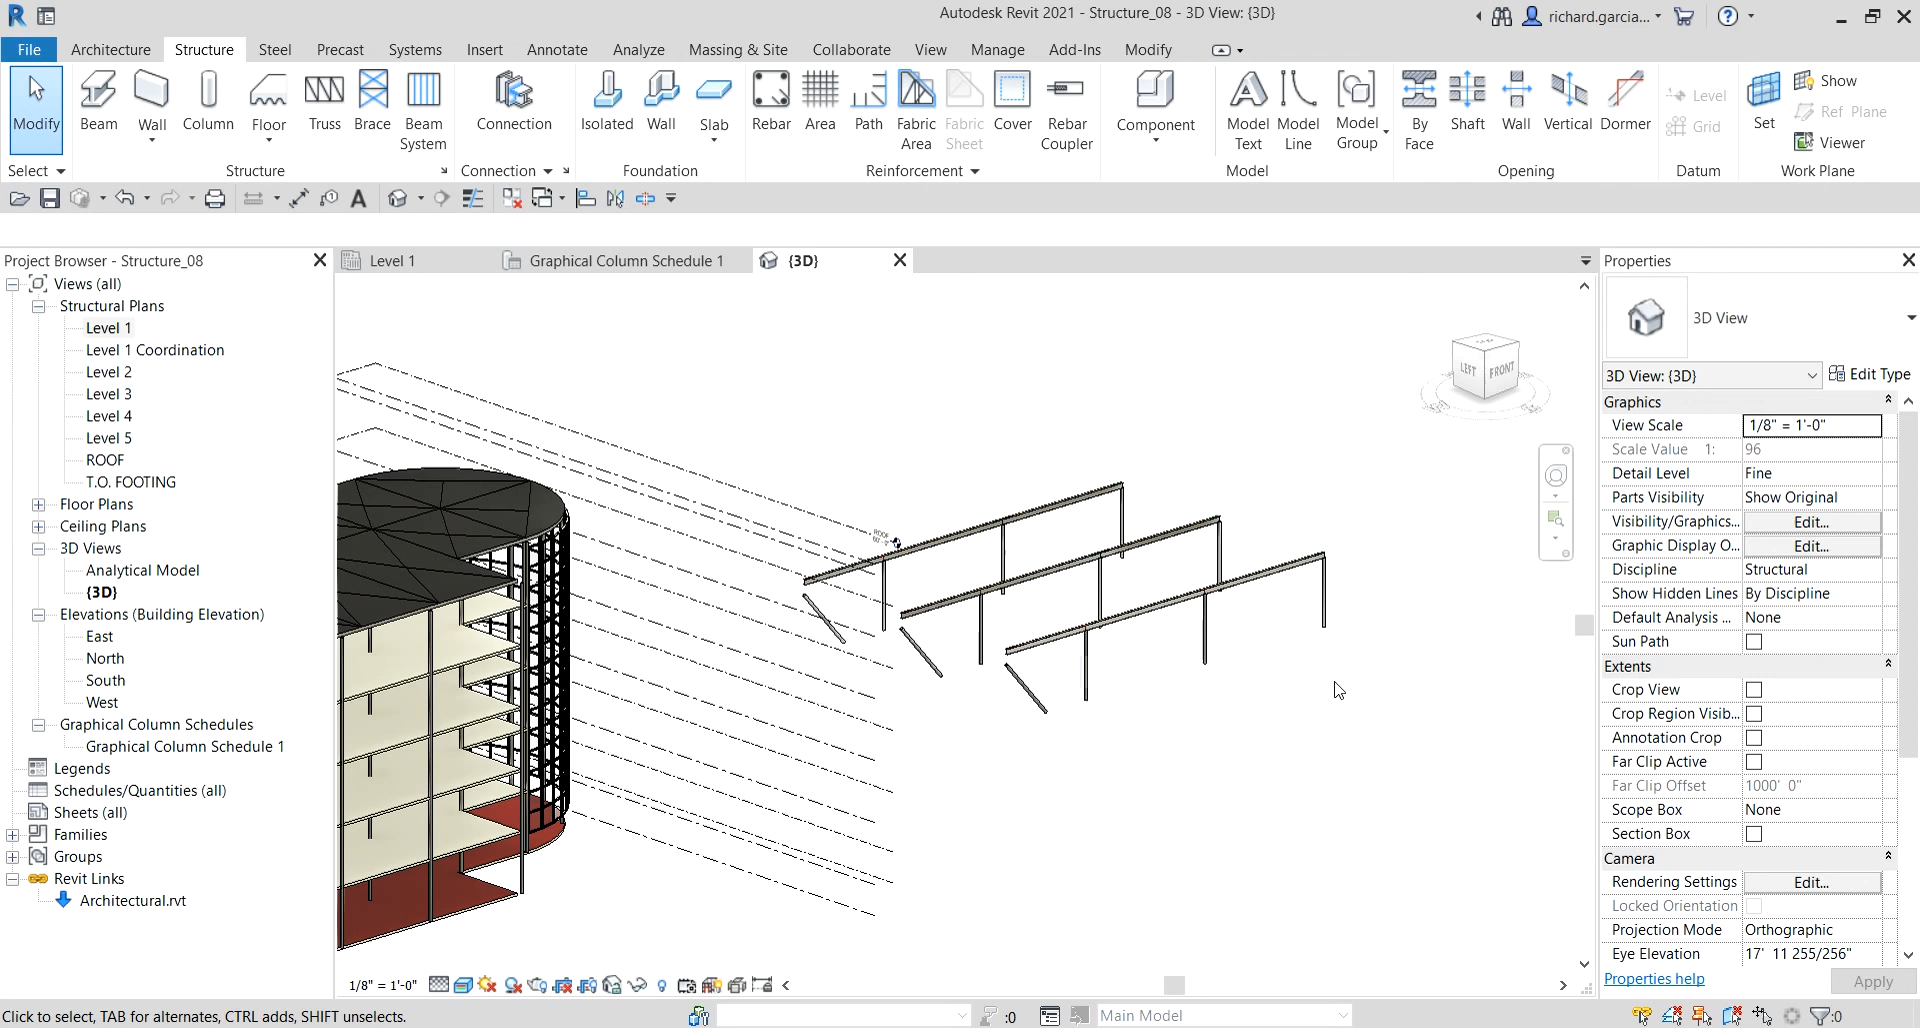 Autodesk Revit 2021 - Structure_08 - 3D View: {3D}
richard.garcia...
File Architecture Structure Steel Precast Systems Insert Annotate Analyze Massing & Site Collaborate View Manage Add-Ins Modify
Modify
Beam Wall Column Floor Truss Brace Beam System
Connection
Isolated Wall Slab
Rebar Area Path Fabric Area Fabric Sheet Cover Rebar Coupler
Component
Model Text Model Line Model Group
By Face Shaft Wall Vertical Dormer
Level
Grid
Set
Show
Ref Plane
Viewer
Select Structure Connection Foundation Reinforcement Model Opening Datum Work Plane
Project Browser - Structure_08
Views (all)
Structural Plans
Level 1
Level 1 Coordination
Level 2
Level 3
Level 4
Level 5
ROOF
T.O. FOOTING
Floor Plans
Ceiling Plans
3D Views
Analytical Model
{3D}
Elevations (Building Elevation)
East
North
South
West
Graphical Column Schedules
Graphical Column Schedule 1
Legends
Schedules/Quantities (all)
Sheets (all)
Families
Groups
Revit Links
Architectural.rvt
Level 1
Graphical Column Schedule 1
{3D}
ROOF
LEFT FRONT
Properties
3D View
3D View: {3D}
Edit Type
Graphics
View Scale 1/8" = 1'-0"
Scale Value 1: 96
Detail Level Fine
Parts Visibility Show Original
Visibility/Graphics... Edit...
Graphic Display O... Edit...
Discipline Structural
Show Hidden Lines By Discipline
Default Analysis ... None
Sun Path
Extents
Crop View
Crop Region Visib...
Annotation Crop
Far Clip Active
Far Clip Offset 1000' 0"
Scope Box None
Section Box
Camera
Rendering Settings Edit...
Locked Orientation
Projection Mode Orthographic
Eye Elevation 17' 11 255/256"
Properties help
Apply
1/8" = 1'-0"
Click to select, TAB for alternates, CTRL adds, SHIFT unselects.
:0
Main Model
:0